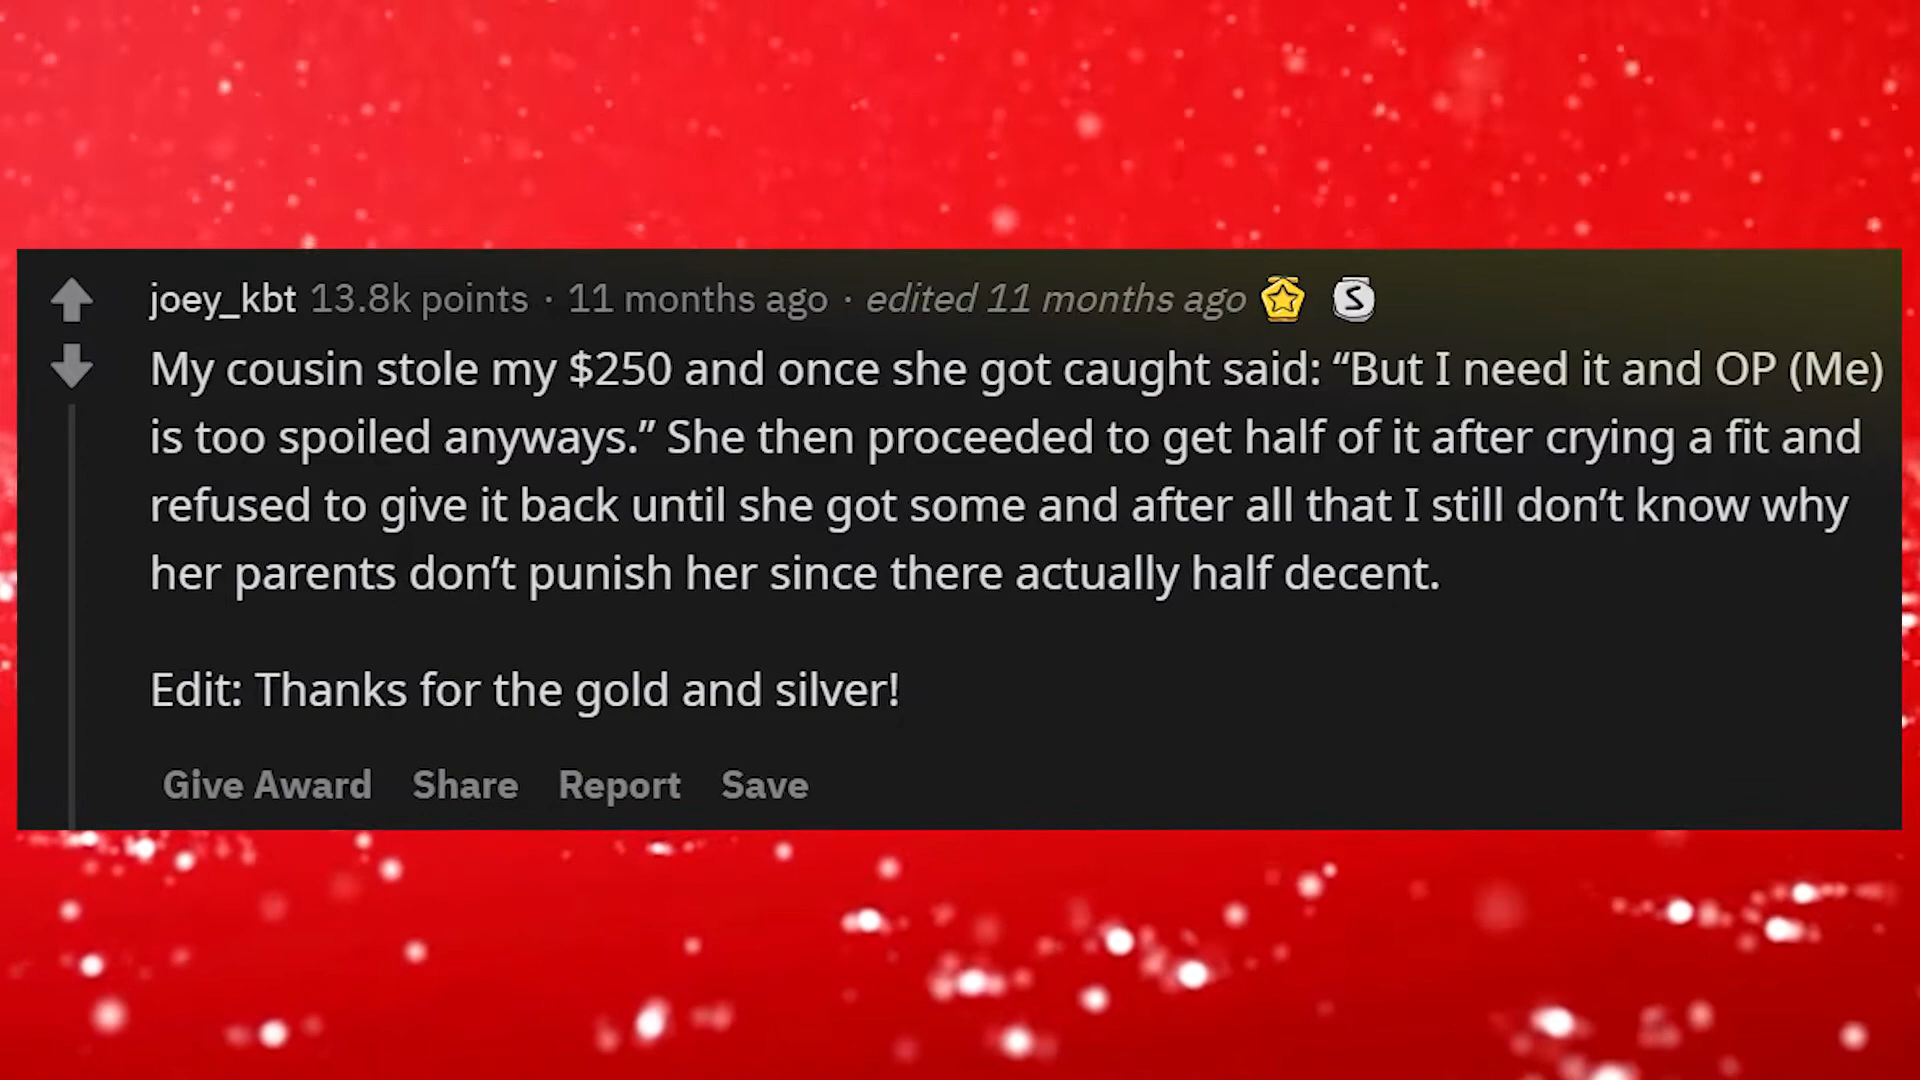 joey_kbt 13.8k points · 11 months ago · edited 11 months ago S
My cousin stole my $250 and once she got caught said: “But I need it and OP (Me)
is too spoiled anyways.” She then proceeded to get half of it after crying a fit and
refused to give it back until she got some and after all that I still don’t know why
her parents don’t punish her since there actually half decent.
Edit: Thanks for the gold and silver!
Give Award Share Report Save